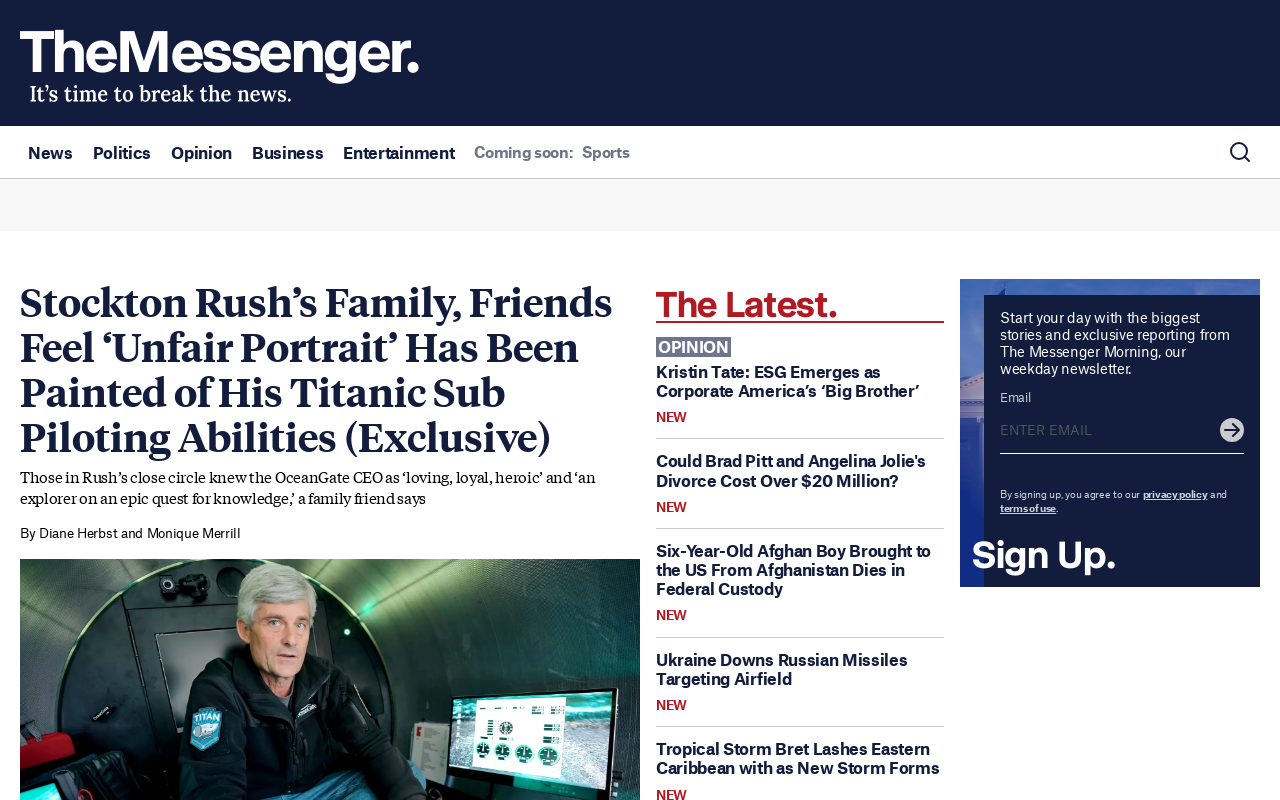 TheMessenger.
It's time to break the news.
News Politics Opinion Business Entertainment Coming soon: Sports
Stockton Rush's Family, Friends
Feel ‘Unfair Portrait’ Has Been
Painted of His Titanic Sub
Piloting Abilities (Exclusive)
Those in Rush's close circle knew the OceanGate CEO as ‘loving, loyal, heroic’ and ‘an
explorer on an epic quest for knowledge,’ a family friend says
By Diane Herbst and Monique Merrill
TITAN
The Latest.
OPINION
Kristin Tate: ESG Emerges as
Corporate America's ‘Big Brother’
NEW
Could Brad Pitt and Angelina Jolie's
Divorce Cost Over $20 Million?
NEW
Six-Year-Old Afghan Boy Brought to
the US From Afghanistan Dies in
Federal Custody
NEW
Ukraine Downs Russian Missiles
Targeting Airfield
NEW
Tropical Storm Bret Lashes Eastern
Caribbean with as New Storm Forms
NEW
Start your day with the biggest
stories and exclusive reporting from
The Messenger Morning, our
weekday newsletter.
Email
ENTER EMAIL
By signing up, you agree to our privacy policy and
terms of use.
Sign Up.